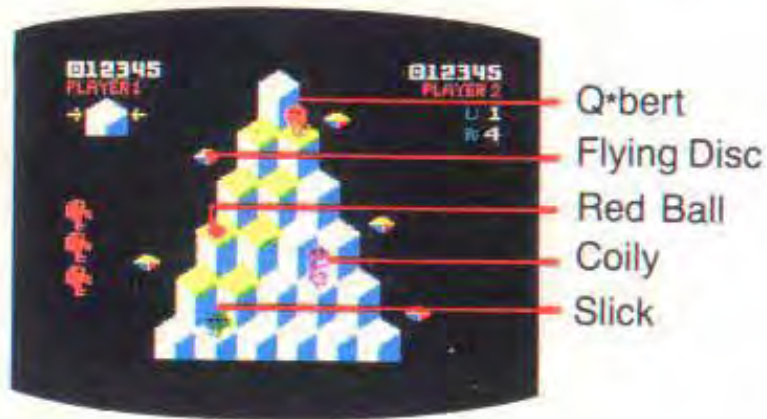 012345
PLAYER 1
012345
PLAYER 2
L 1
R 4
Q*bert
Flying Disc
Red Ball
Coily
Slick